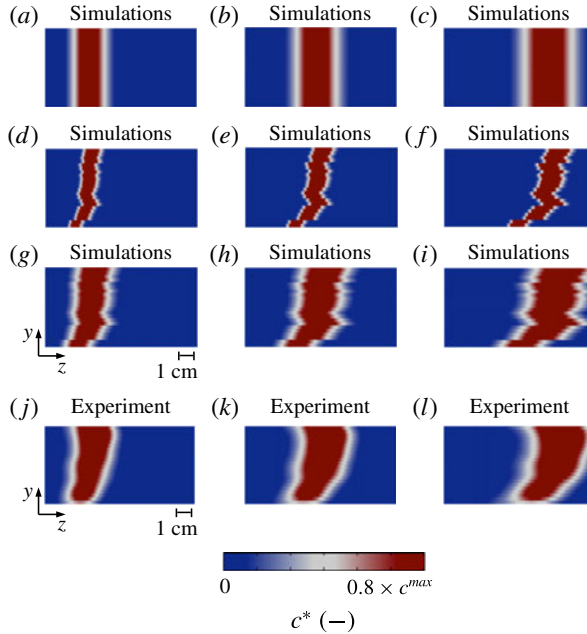 (a) Simulations (b) Simulations (c) Simulations
(d) Simulations (e) Simulations (f) Simulations
(g) Simulations (h) Simulations (i) Simulations
y
z
1 cm
(j) Experiment (k) Experiment (l) Experiment
y
z
1 cm
0 0.8 × c^max
c* (–)